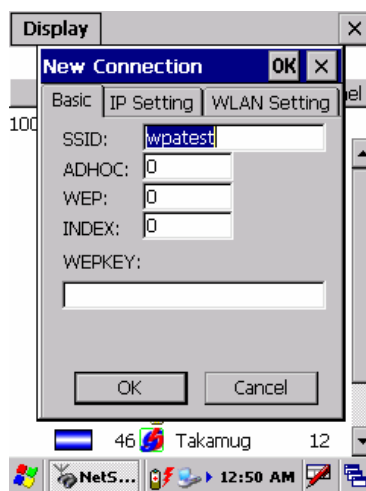 Display
New Connection OK ×
Basic IP Setting WLAN Setting
100
SSID: wpatest
ADHOC: 0
WEP: 0
INDEX: 0
WEPKEY:
OK Cancel
46 Takamug 12
NetS... 12:50 AM